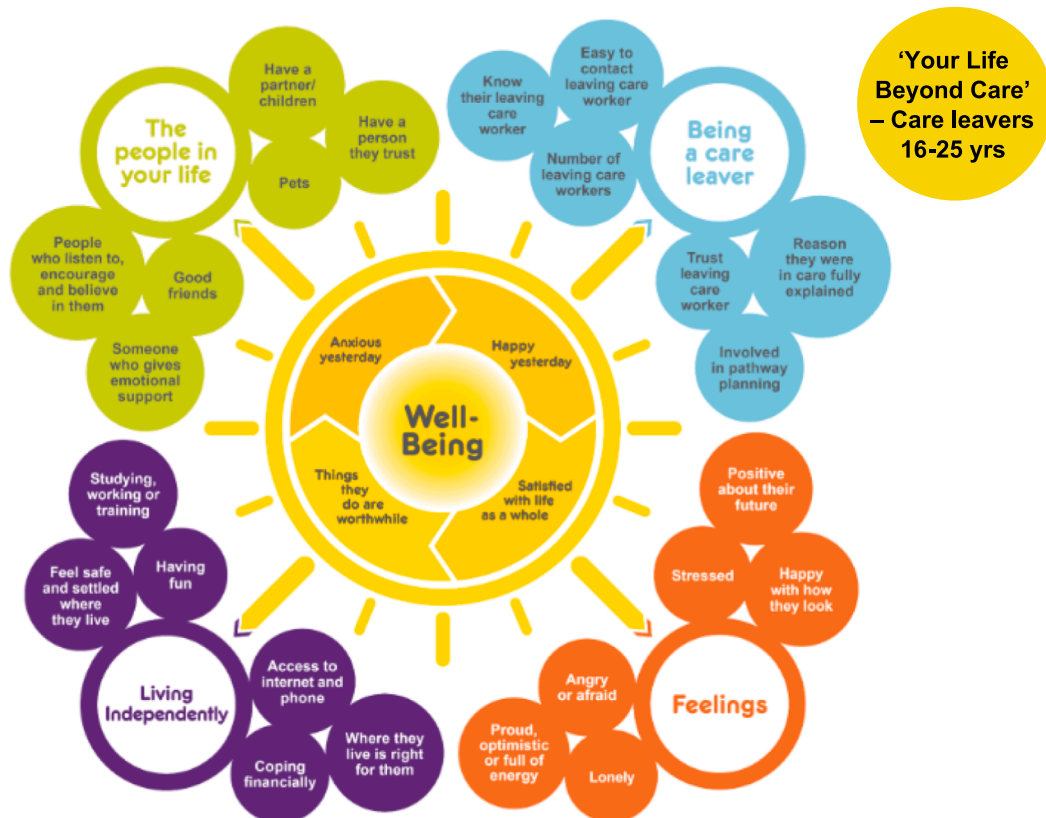 Have a
partner/
children
Have a
person
they trust
Pets
The
people in
your life
People
who listen to,
encourage
and believe
in them
Good
friends
Someone
who gives
emotional
support
Know
their leaving
care
worker
Easy to
contact
leaving care
worker
Number of
leaving care
workers
Being
a care
leaver
Trust
leaving
care
worker
Reason
they were
in care fully
explained
Involved
in pathway
planning
‘Your Life
Beyond Care’
– Care leavers
16-25 yrs
Anxious
yesterday
Happy
yesterday
Well-
Being
Things
they
do are
worthwhile
Satisfied
with life
as a whole
Studying,
working or
training
Feel safe
and settled
where
they live
Having
fun
Living
Independently
Access to
internet and
phone
Coping
financially
Where they
live is right
for them
Positive
about their
future
Stressed
Happy
with how
they look
Angry
or afraid
Feelings
Proud,
optimistic
or full of
energy
Lonely